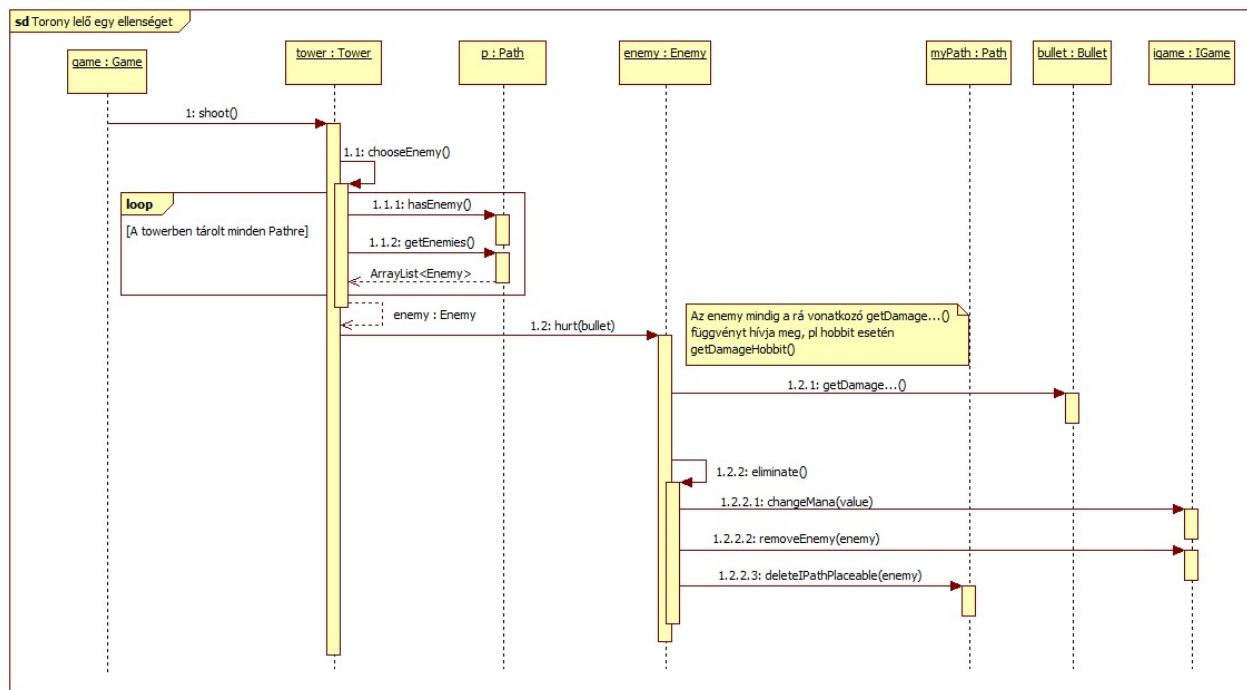 sd Torony lelő egy ellenséget
game : Game
tower : Tower
p : Path
enemy : Enemy
myPath : Path
bullet : Bullet
igame : IGame
1: shoot()
1.1: chooseEnemy()
loop
[A towerben tárolt minden Pathre]
1.1.1: hasEnemy()
1.1.2: getEnemies()
ArrayList<Enemy>
enemy : Enemy
1.2: hurt(bullet)
Az enemy mindig a rá vonatkozó getDamage...()
függvényt hívja meg, pl hobbit esetén
getDamageHobbit()
1.2.1: getDamage...()
1.2.2: eliminate()
1.2.2.1: changeMana(value)
1.2.2.2: removeEnemy(enemy)
1.2.2.3: deleteIPathPlaceable(enemy)